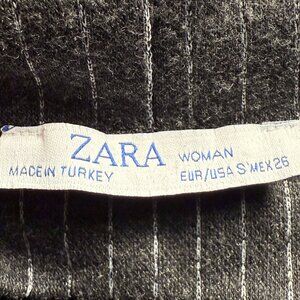 ZARA WOMAN
MADE IN TURKEY EUR/USA S MEX 26